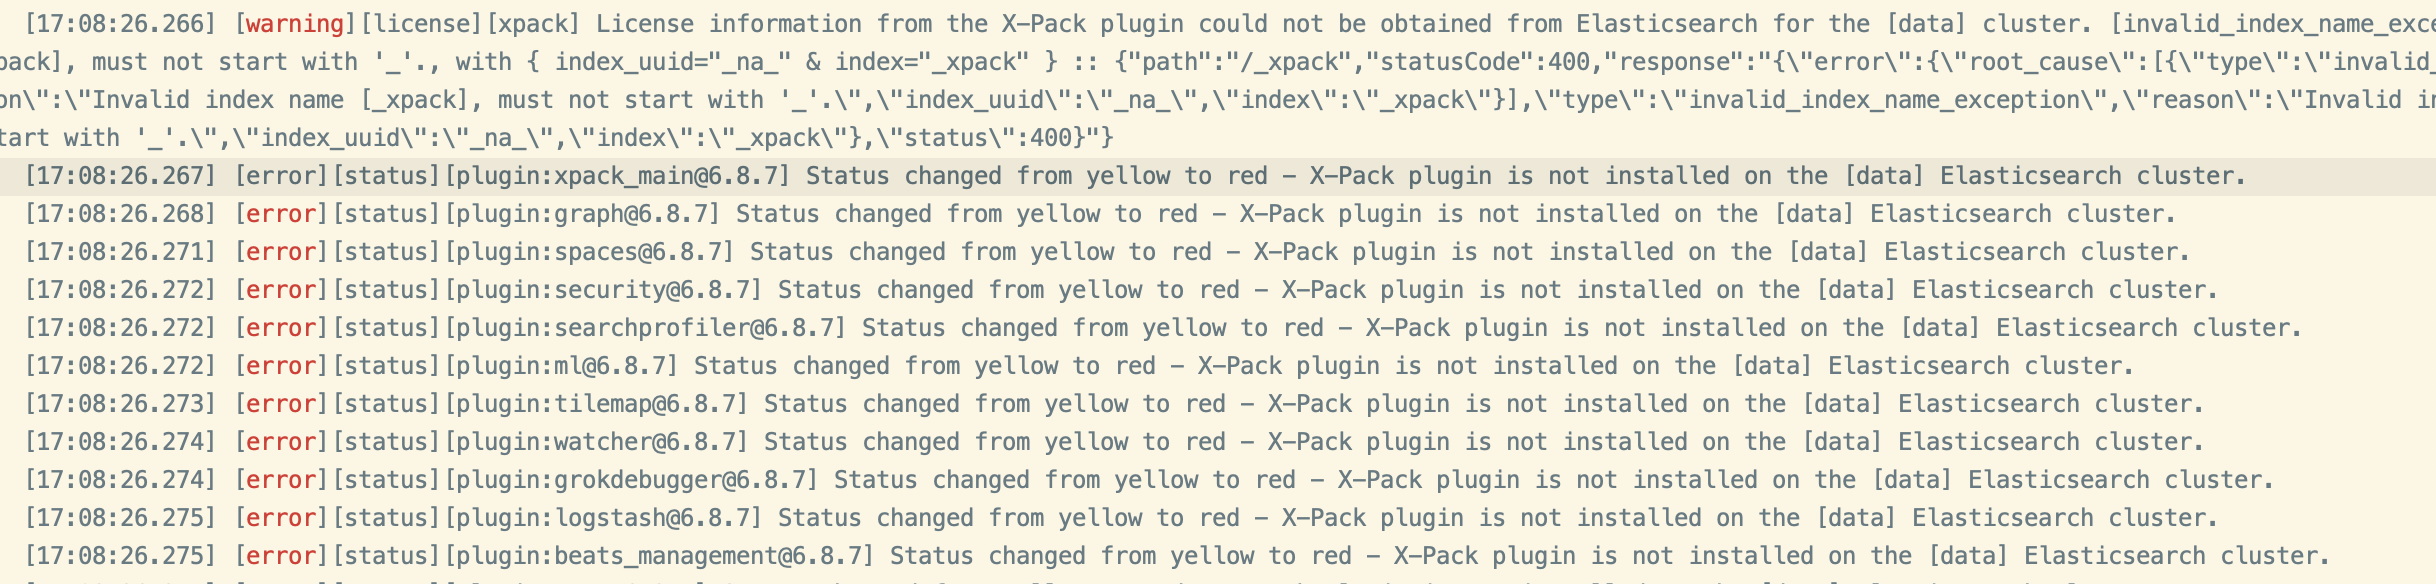 [17:08:26.266] [warning][license][xpack] License information from the X-Pack plugin could not be obtained from Elasticsearch for the [data] cluster. [invalid_index_name_exce
pack], must not start with '_'., with { index_uuid="_na_" & index="_xpack" } :: {"path":"/_xpack","statusCode":400,"response":"{\"error\":{\"root_cause\":[{\"type\":\"invalid_
on\":\"Invalid index name [_xpack], must not start with '_'.\",\"index_uuid\":\"_na_\",\"index\":\"_xpack\"}],\"type\":\"invalid_index_name_exception\",\"reason\":\"Invalid in
tart with '_'.\",\"index_uuid\":\"_na_\",\"index\":\"_xpack\"},\"status\":400}"}
[17:08:26.267] [error][status][plugin:xpack_main@6.8.7] Status changed from yellow to red – X-Pack plugin is not installed on the [data] Elasticsearch cluster.
[17:08:26.268] [error][status][plugin:graph@6.8.7] Status changed from yellow to red – X-Pack plugin is not installed on the [data] Elasticsearch cluster.
[17:08:26.271] [error][status][plugin:spaces@6.8.7] Status changed from yellow to red – X-Pack plugin is not installed on the [data] Elasticsearch cluster.
[17:08:26.272] [error][status][plugin:security@6.8.7] Status changed from yellow to red – X-Pack plugin is not installed on the [data] Elasticsearch cluster.
[17:08:26.272] [error][status][plugin:searchprofiler@6.8.7] Status changed from yellow to red – X-Pack plugin is not installed on the [data] Elasticsearch cluster.
[17:08:26.272] [error][status][plugin:ml@6.8.7] Status changed from yellow to red – X-Pack plugin is not installed on the [data] Elasticsearch cluster.
[17:08:26.273] [error][status][plugin:tilemap@6.8.7] Status changed from yellow to red – X-Pack plugin is not installed on the [data] Elasticsearch cluster.
[17:08:26.274] [error][status][plugin:watcher@6.8.7] Status changed from yellow to red – X-Pack plugin is not installed on the [data] Elasticsearch cluster.
[17:08:26.274] [error][status][plugin:grokdebugger@6.8.7] Status changed from yellow to red – X-Pack plugin is not installed on the [data] Elasticsearch cluster.
[17:08:26.275] [error][status][plugin:logstash@6.8.7] Status changed from yellow to red – X-Pack plugin is not installed on the [data] Elasticsearch cluster.
[17:08:26.275] [error][status][plugin:beats_management@6.8.7] Status changed from yellow to red – X-Pack plugin is not installed on the [data] Elasticsearch cluster.